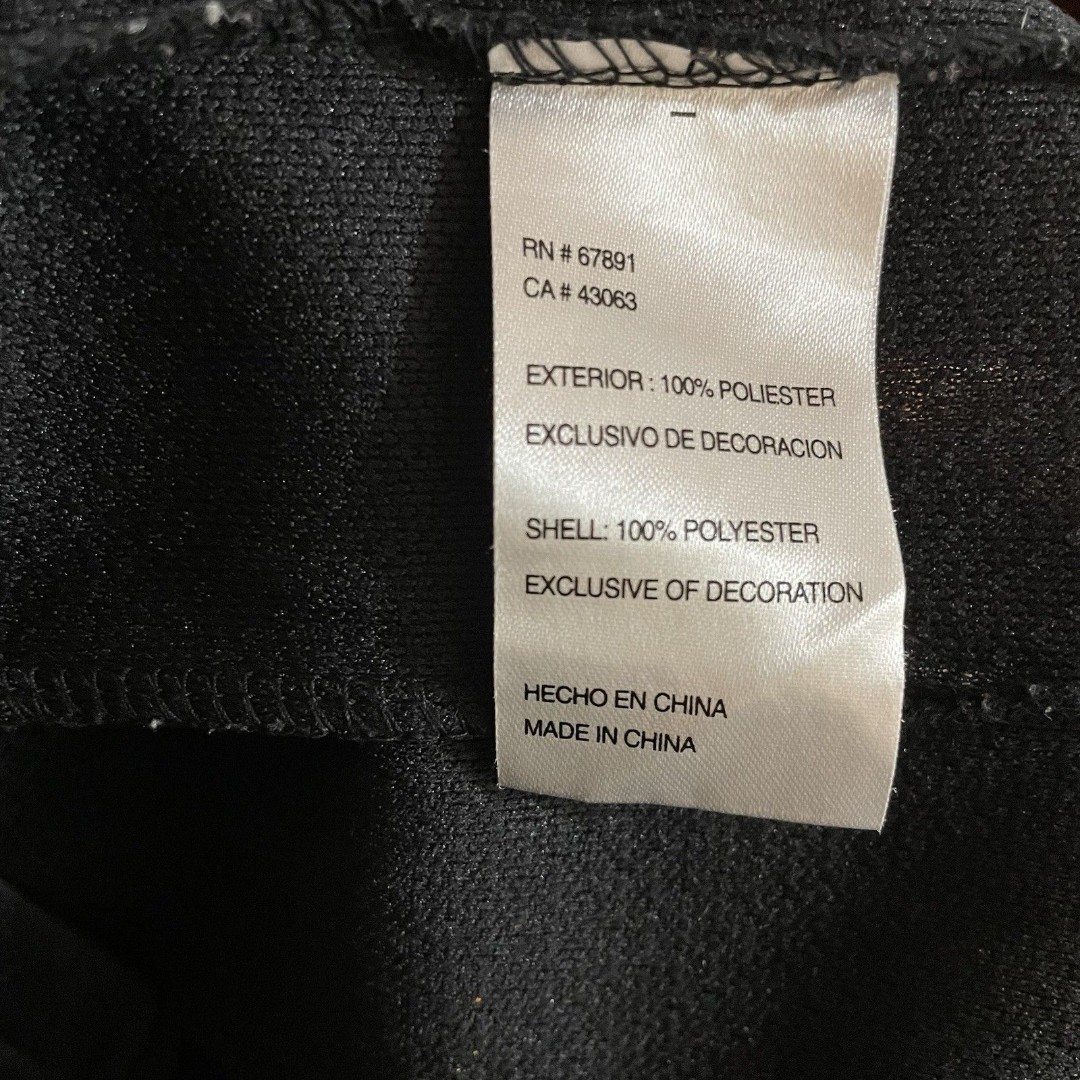 RN # 67891
CA # 43063
EXTERIOR : 100% POLIESTER
EXCLUSIVO DE DECORACION
SHELL: 100% POLYESTER
EXCLUSIVE OF DECORATION
HECHO EN CHINA
MADE IN CHINA